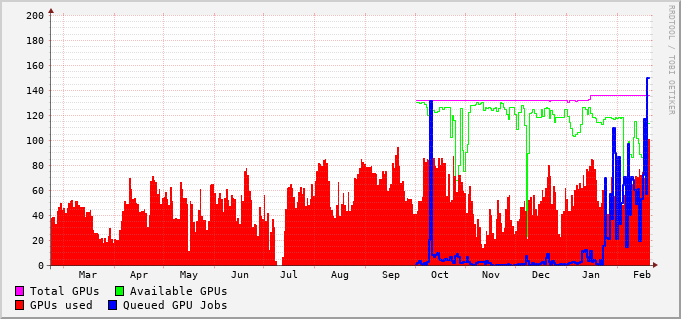 200
180
160
140
120
100
80
60
40
20
0
Mar Apr May Jun Jul Aug Sep Oct Nov Dec Jan Feb
RRDTOOL / TOBI OETIKER
Total GPUs Available GPUs
GPUs used Queued GPU Jobs